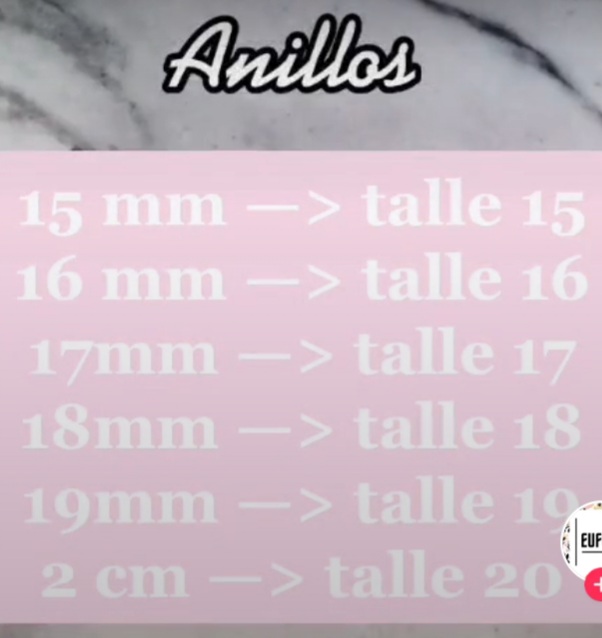 Anillos
15 mm —> talle 15
16 mm —> talle 16
17mm —> talle 17
18mm —> talle 18
19mm —> talle 19
2 cm —> talle 20